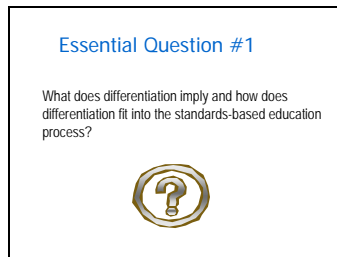 Essential Question #1
What does differentiation imply and how does
differentiation fit into the standards-based education
process?
?